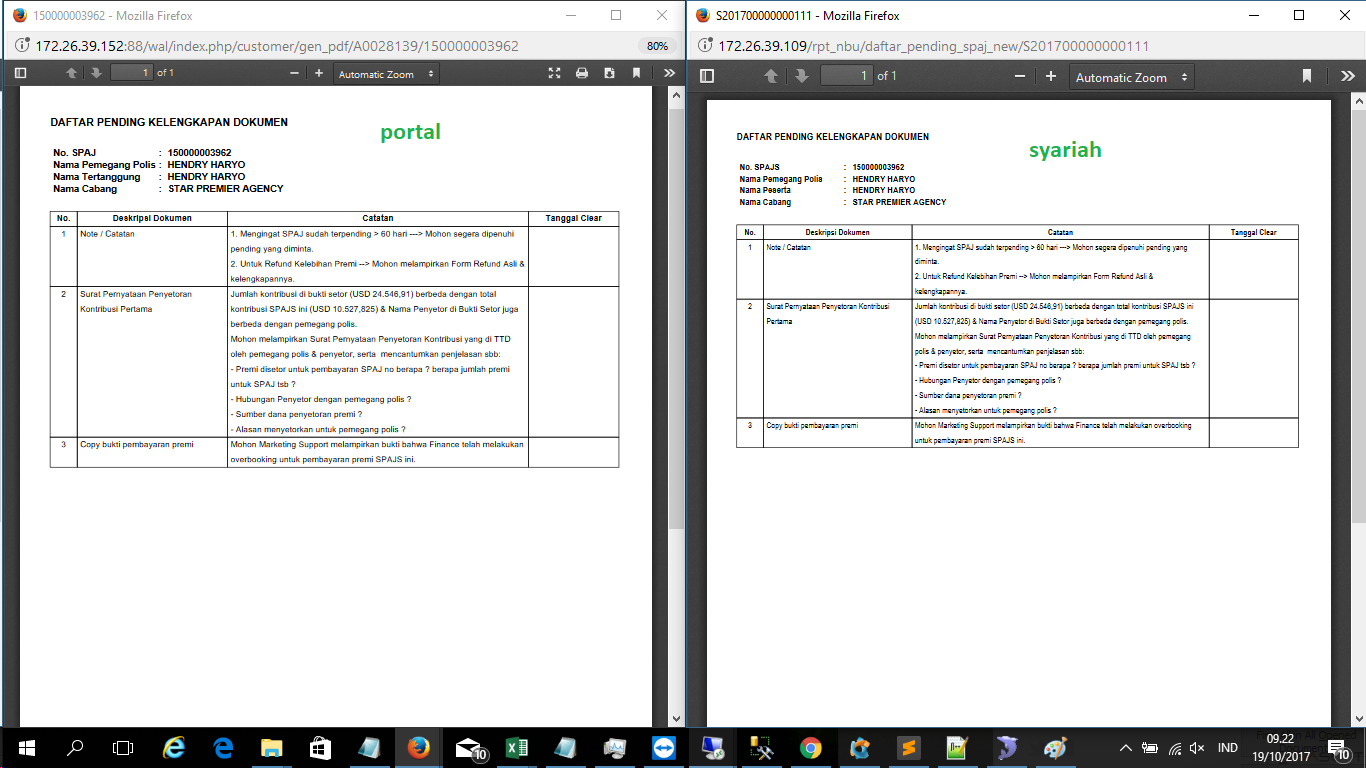 150000003962 - Mozilla Firefox
172.26.39.152:88/wal/index.php/customer/gen_pdf/A0028139/150000003962
80%
1 of 1
Automatic Zoom
DAFTAR PENDING KELENGKAPAN DOKUMEN
portal
No. SPAJ : 150000003962
Nama Pemegang Polis : HENDRY HARYO
Nama Tertanggung : HENDRY HARYO
Nama Cabang : STAR PREMIER AGENCY
No. Deskripsi Dokumen Catatan Tanggal Clear
1 Note / Catatan 1. Mengingat SPAJ sudah terpending > 60 hari ---> Mohon segera dipenuhi
pending yang diminta.
2. Untuk Refund Kelebihan Premi --> Mohon melampirkan Form Refund Asli &
kelengkapannya.
2 Surat Pernyataan Penyetoran Jumlah kontribusi di bukti setor (USD 24.546,91) berbeda dengan total
Kontribusi Pertama kontribusi SPAJS ini (USD 10.527,825) & Nama Penyetor di Bukti Setor juga
berbeda dengan pemegang polis.
Mohon melampirkan Surat Pernyataan Penyetoran Kontribusi yang di TTD
oleh pemegang polis & penyetor, serta mencantumkan penjelasan sbb:
- Premi disetor untuk pembayaran SPAJ no berapa ? berapa jumlah premi
untuk SPAJ tsb ?
- Hubungan Penyetor dengan pemegang polis ?
- Sumber dana penyetoran premi ?
- Alasan menyetorkan untuk pemegang polis ?
3 Copy bukti pembayaran premi Mohon Marketing Support melampirkan bukti bahwa Finance telah melakukan
overbooking untuk pembayaran premi SPAJS ini.
S201700000000111 - Mozilla Firefox
172.26.39.109/rpt_nbu/daftar_pending_spaj_new/S201700000000111
1 of 1
Automatic Zoom
DAFTAR PENDING KELENGKAPAN DOKUMEN
syariah
No. SPAJS : 150000003962
Nama Pemegang Polis : HENDRY HARYO
Nama Peserta : HENDRY HARYO
Nama Cabang : STAR PREMIER AGENCY
No. Deskripsi Dokumen Catatan Tanggal Clear
1 Note / Catatan 1. Mengingat SPAJ sudah terpending > 60 hari ---> Mohon segera dipenuhi pending yang
diminta.
2. Untuk Refund Kelebihan Premi --> Mohon melampirkan Form Refund Asli &
kelengkapannya.
2 Surat Pernyataan Penyetoran Kontribusi Jumlah kontribusi di bukti setor (USD 24.546,91) berbeda dengan total kontribusi SPAJS ini
Pertama (USD 10.527,825) & Nama Penyetor di Bukti Setor juga berbeda dengan pemegang polis.
Mohon melampirkan Surat Pernyataan Penyetoran Kontribusi yang di TTD oleh pemegang
polis & penyetor, serta mencantumkan penjelasan sbb:
- Premi disetor untuk pembayaran SPAJ no berapa ? berapa jumlah premi untuk SPAJ tsb ?
- Hubungan Penyetor dengan pemegang polis ?
- Sumber dana penyetoran premi ?
- Alasan menyetorkan untuk pemegang polis ?
3 Copy bukti pembayaran premi Mohon Marketing Support melampirkan bukti bahwa Finance telah melakukan overbooking
untuk pembayaran premi SPAJS ini.
10
IND
09.22
19/10/2017
10